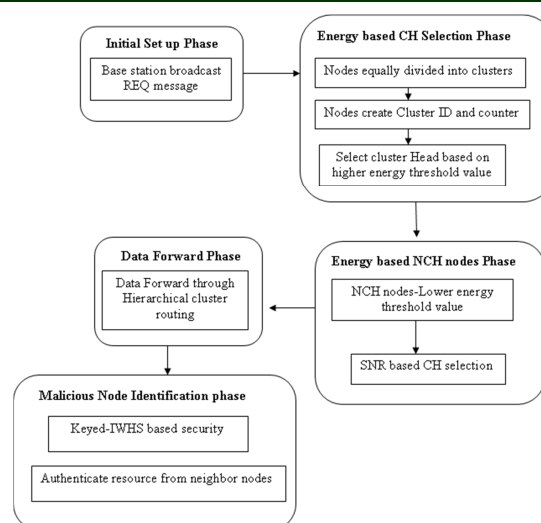 Initial Set up Phase
Base station broadcast
REQ message
Energy based CH Selection Phase
Nodes equally divided into clusters
Nodes create Cluster ID and counter
Select cluster Head based on
higher energy threshold value
Energy based NCH nodes Phase
NCH nodes-Lower energy
threshold value
SNR based CH selection
Data Forward Phase
Data Forward through
Hierarchical cluster
routing
Malicious Node Identification phase
Keyed-IWHS based security
Authenticate resource from neighbor nodes